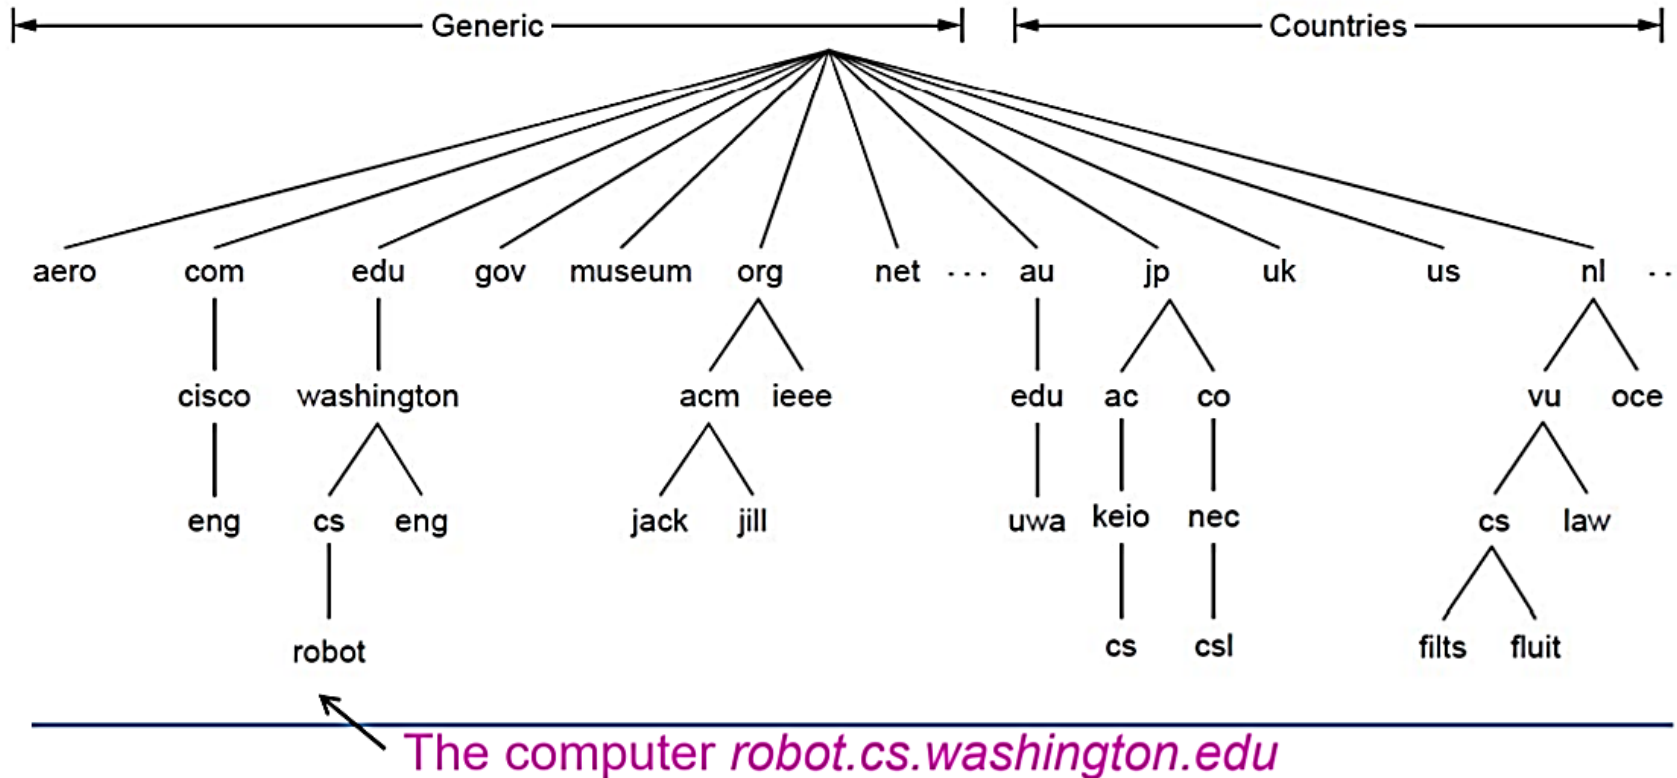 Generic Countries
aero com edu gov museum org net ... au jp uk us nl ..
cisco washington acm ieee edu ac co vu oce
eng cs eng jack jill uwa keio nec cs law
robot cs csl filts fluit
The computer robot.cs.washington.edu